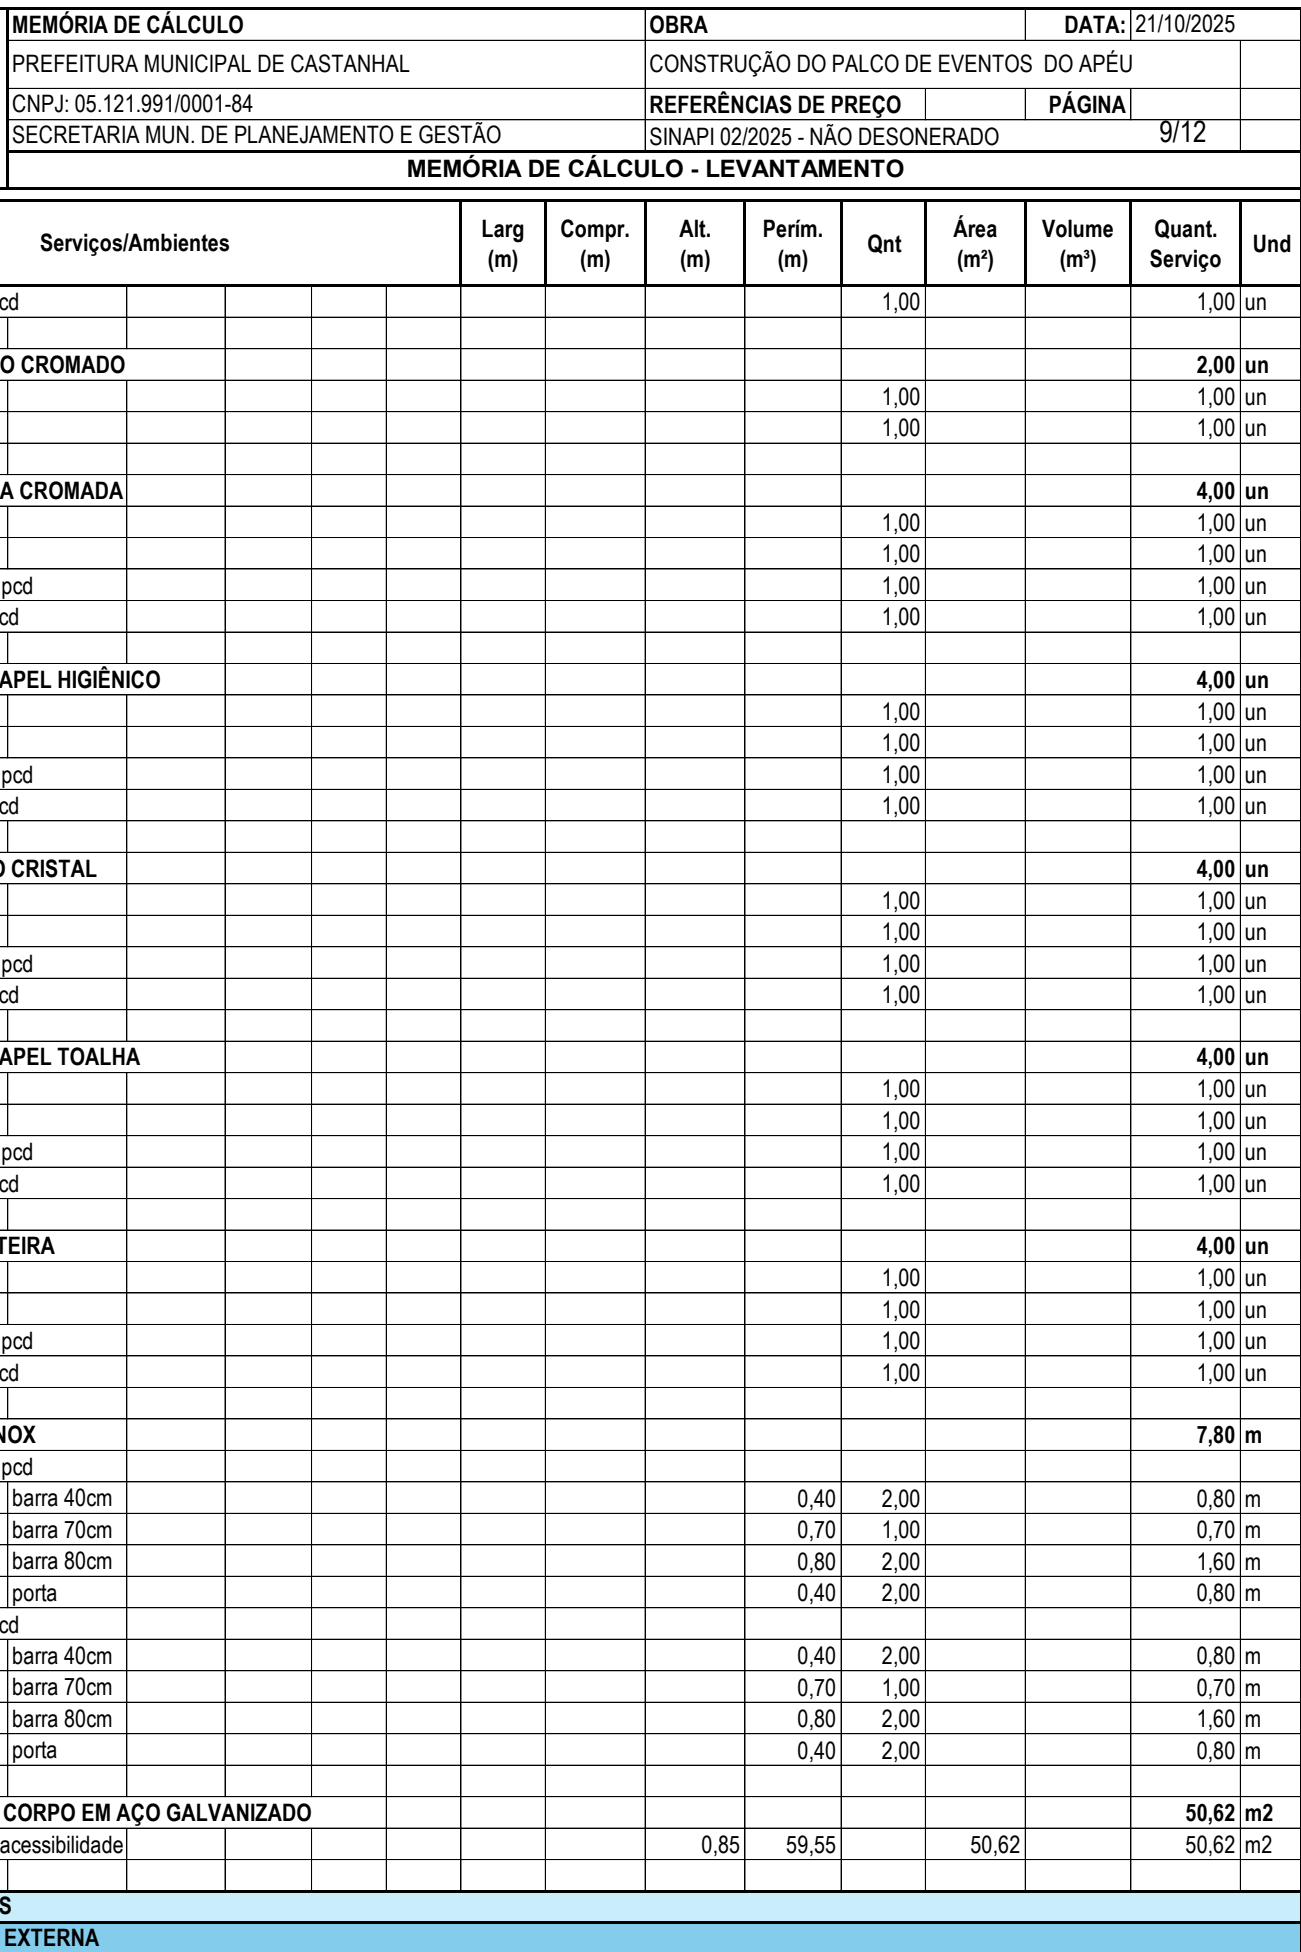 MEMÓRIA DE CÁLCULO OBRA DATA: 21/10/2025
PREFEITURA MUNICIPAL DE CASTANHAL CONSTRUÇÃO DO PALCO DE EVENTOS DO APÉU
CNPJ: 05.121.991/0001-84 REFERÊNCIAS DE PREÇO PÁGINA
SECRETARIA MUN. DE PLANEJAMENTO E GESTÃO SINAPI 02/2025 - NÃO DESONERADO 9/12
MEMÓRIA DE CÁLCULO - LEVANTAMENTO
Serviços/Ambientes Larg (m) Compr. (m) Alt. (m) Perím. (m) Qnt Área (m²) Volume (m³) Quant. Serviço Und
cd 1,00 1,00 un
O CROMADO 2,00 un
1,00 1,00 un
1,00 1,00 un
A CROMADA 4,00 un
1,00 1,00 un
1,00 1,00 un
pcd 1,00 1,00 un
cd 1,00 1,00 un
APEL HIGIÊNICO 4,00 un
1,00 1,00 un
1,00 1,00 un
pcd 1,00 1,00 un
cd 1,00 1,00 un
O CRISTAL 4,00 un
1,00 1,00 un
1,00 1,00 un
pcd 1,00 1,00 un
cd 1,00 1,00 un
APEL TOALHA 4,00 un
1,00 1,00 un
1,00 1,00 un
pcd 1,00 1,00 un
cd 1,00 1,00 un
TEIRA 4,00 un
1,00 1,00 un
1,00 1,00 un
pcd 1,00 1,00 un
cd 1,00 1,00 un
NOX 7,80 m
pcd
barra 40cm 0,40 2,00 0,80 m
barra 70cm 0,70 1,00 0,70 m
barra 80cm 0,80 2,00 1,60 m
porta 0,40 2,00 0,80 m
cd
barra 40cm 0,40 2,00 0,80 m
barra 70cm 0,70 1,00 0,70 m
barra 80cm 0,80 2,00 1,60 m
porta 0,40 2,00 0,80 m
CORPO EM AÇO GALVANIZADO 50,62 m2
acessibilidade 0,85 59,55 50,62 50,62 m2
S
EXTERNA